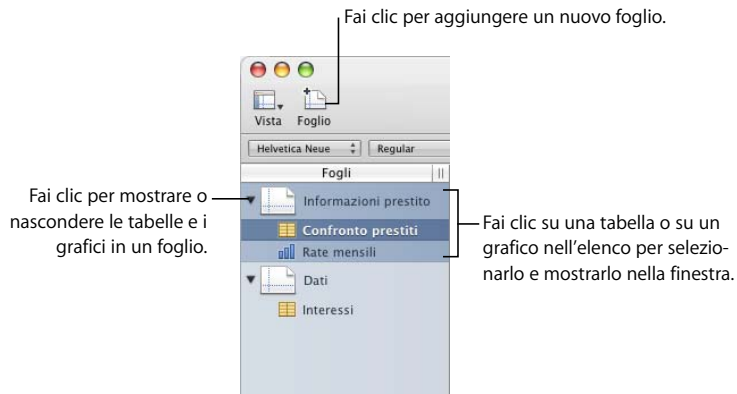 Fai clic per aggiungere un nuovo foglio.
Vista Foglio
Helvetica Neue Regular
Fogli
Fai clic per mostrare o
nascondere le tabelle e i
grafici in un foglio.
Informazioni prestito
Confronto prestiti
Rate mensili
Dati
Interessi
Fai clic su una tabella o su un
grafico nell'elenco per selezio-
narlo e mostrarlo nella finestra.